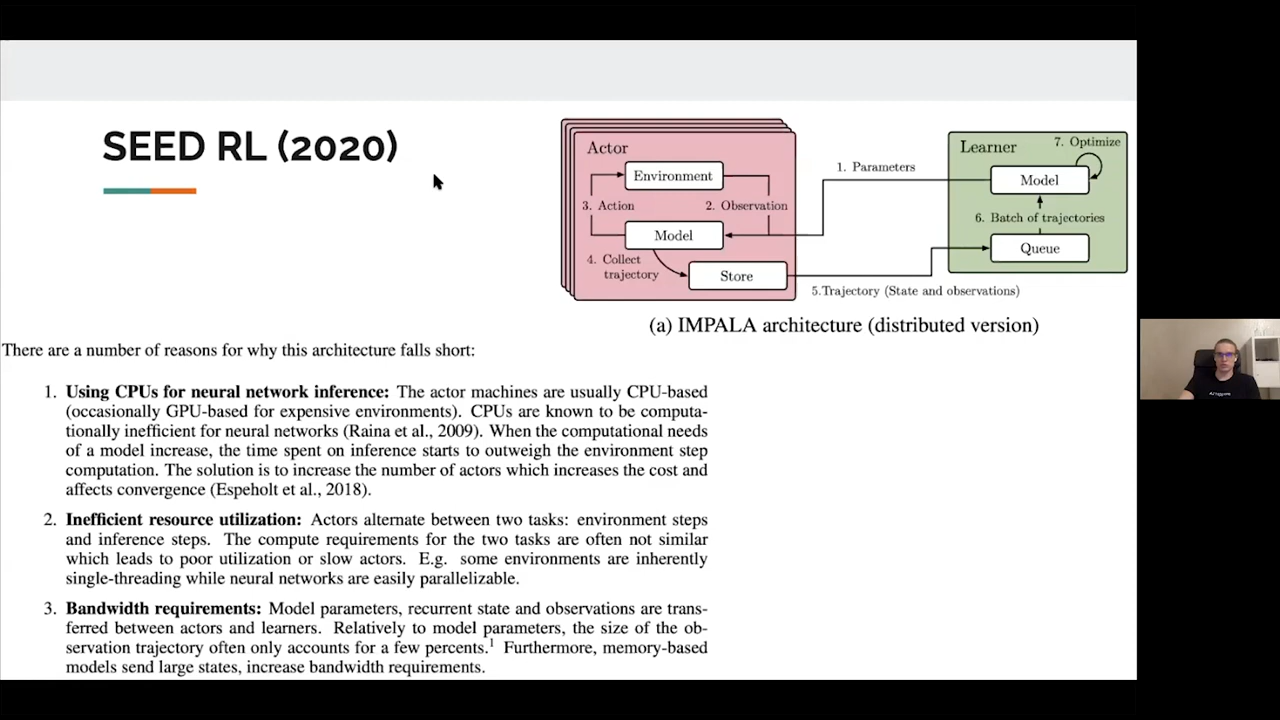 SEED RL (2020)
Actor
Environment
3. Action
2. Observation
Model
4. Collect
trajectory
Store
1. Parameters
5.Trajectory (State and observations)
Learner
7. Optimize
Model
6. Batch of trajectories
Queue
(a) IMPALA architecture (distributed version)
There are a number of reasons for why this architecture falls short:
1. Using CPUs for neural network inference: The actor machines are usually CPU-based
(occasionally GPU-based for expensive environments). CPUs are known to be computa-
tionally inefficient for neural networks (Raina et al., 2009). When the computational needs
of a model increase, the time spent on inference starts to outweigh the environment step
computation. The solution is to increase the number of actors which increases the cost and
affects convergence (Espeholt et al., 2018).
2. Inefficient resource utilization: Actors alternate between two tasks: environment steps
and inference steps. The compute requirements for the two tasks are often not similar
which leads to poor utilization or slow actors. E.g. some environments are inherently
single-threading while neural networks are easily parallelizable.
3. Bandwidth requirements: Model parameters, recurrent state and observations are trans-
ferred between actors and learners. Relatively to model parameters, the size of the ob-
servation trajectory often only accounts for a few percents.1 Furthermore, memory-based
models send large states, increase bandwidth requirements.